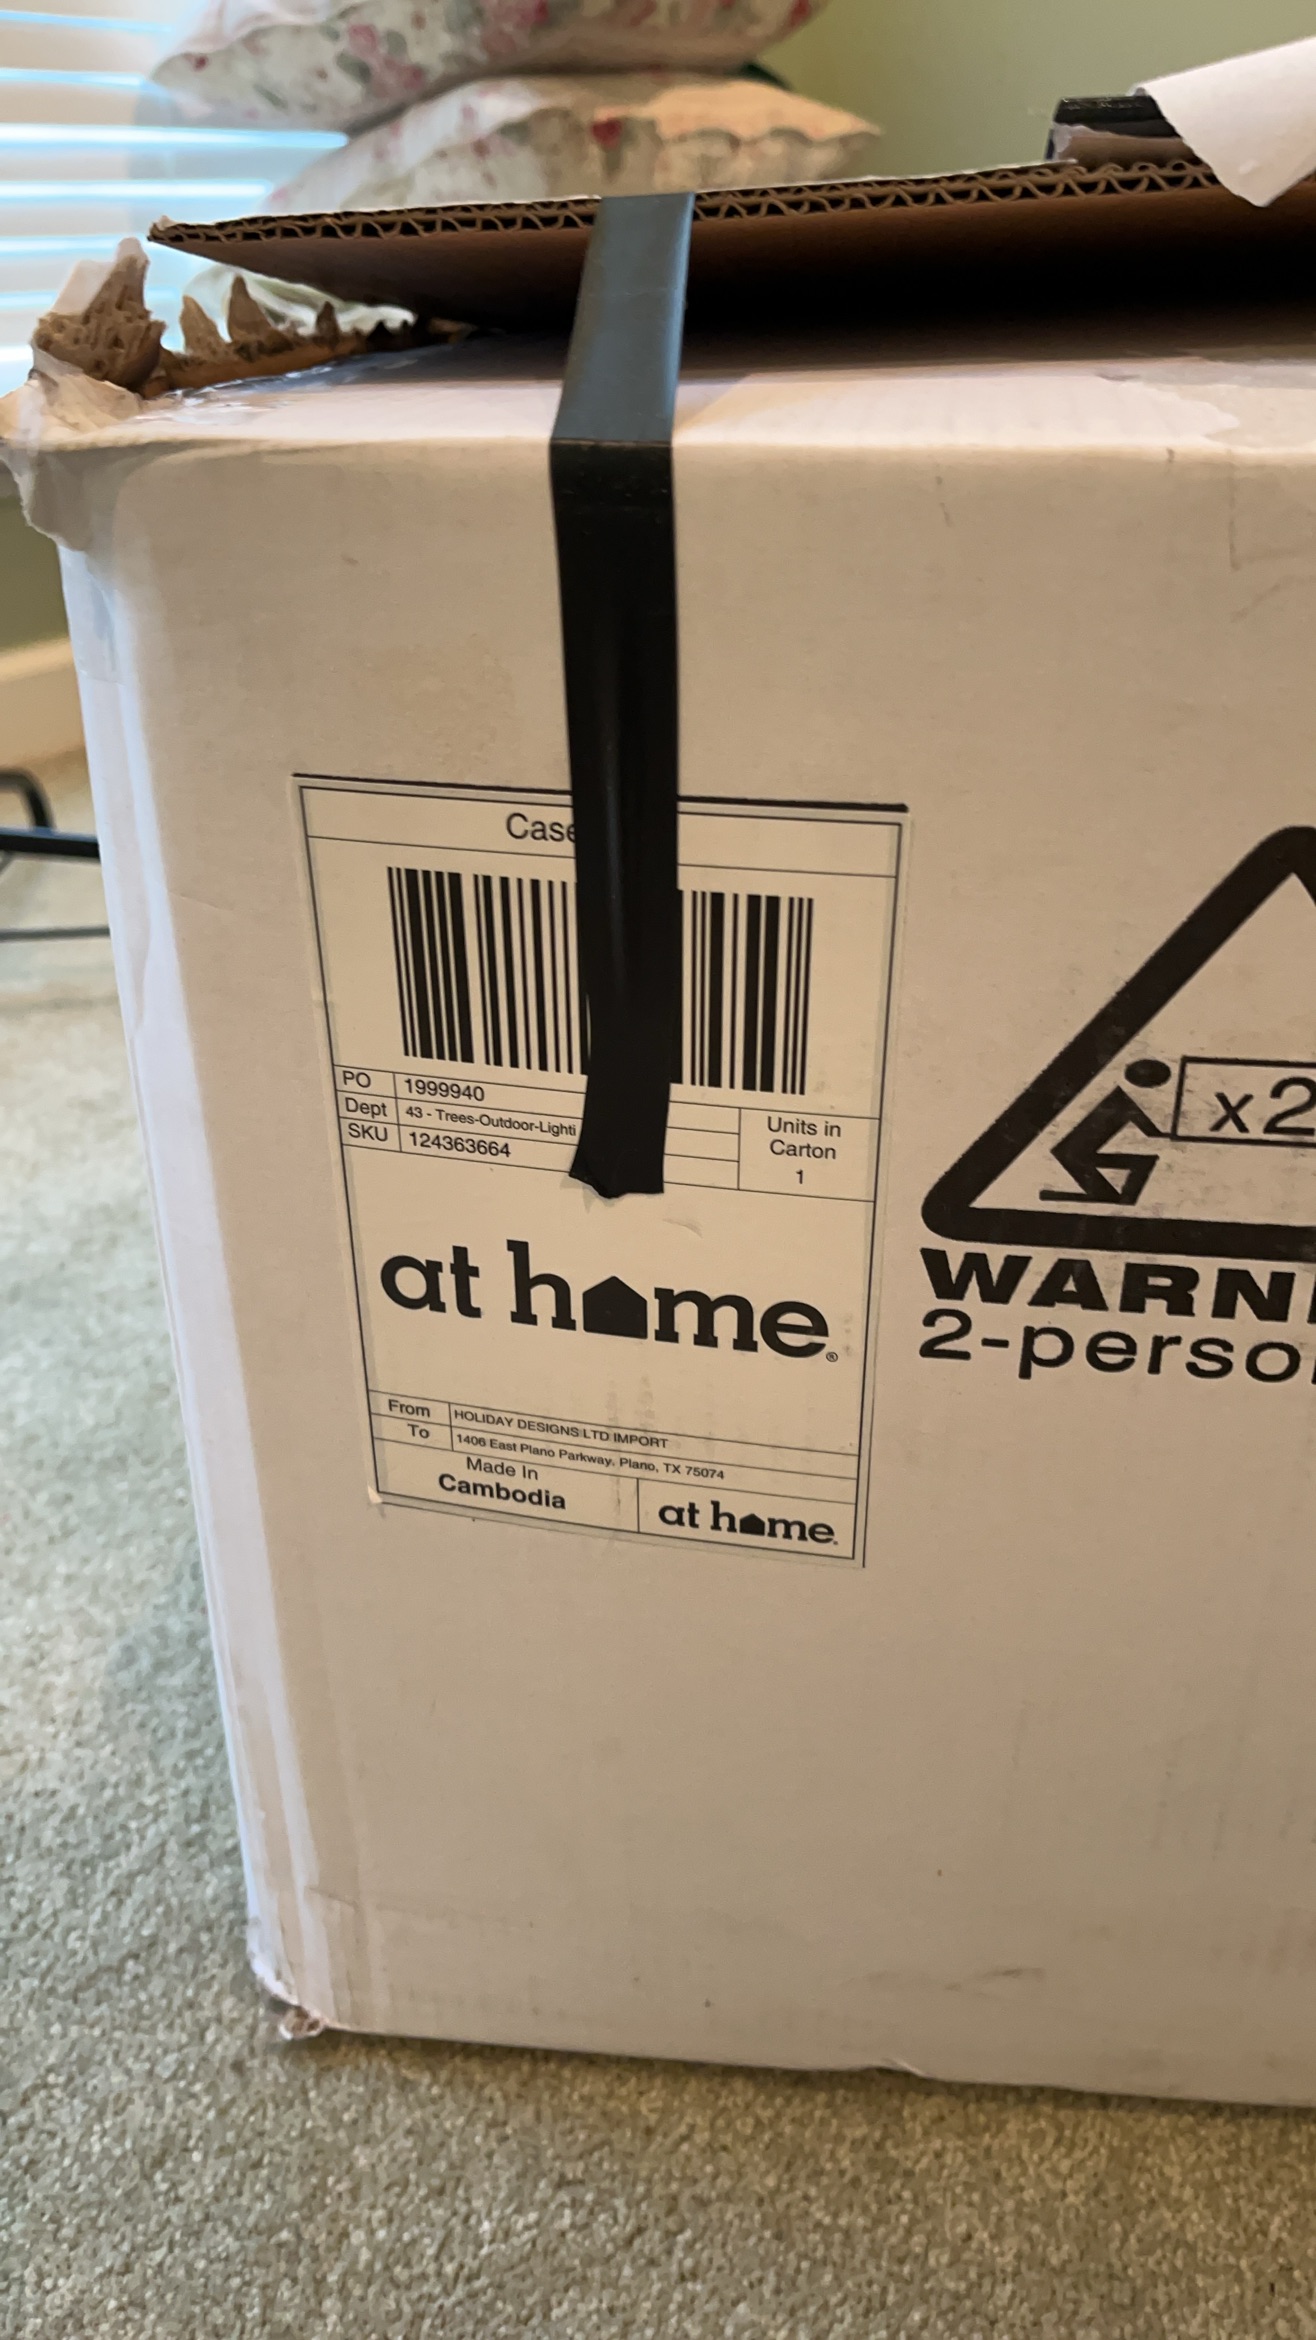 Case
PO 1999940
Dept 43 - Trees-Outdoor-Lighti
SKU 124363664
Units in
Carton
1
at home®
From HOLIDAY DESIGNS LTD IMPORT
To 1406 East Plano Parkway, Plano, TX 75074
Made In
Cambodia
at home.
x2
WARNI
2-perso